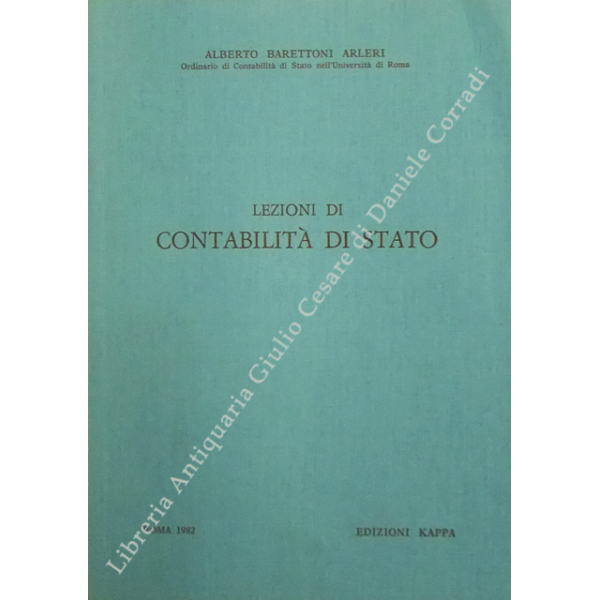 ALBERTO BARETTONI ARLERI
Ordinario di Contabilità di Stato nell'Università di Roma
LEZIONI DI
CONTABILITÀ DI STATO
ROMA 1982
EDIZIONI KAPPA
Libreria Antiquaria Giulio Cesare di Daniele Corradi